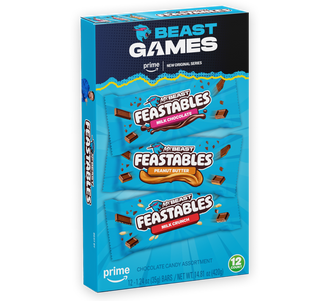 BEAST
GAMES
prime
NEW ORIGINAL SERIES
MR BEAST
FEASTABLES
MILK CHOCOLATE
MR BEAST
FEASTABLES
PEANUT BUTTER
MR BEAST
FEASTABLES
MILK CRUNCH
12
prime
CHOCOLATE CANDY ASSORTMENT
FEASTABLES
prime